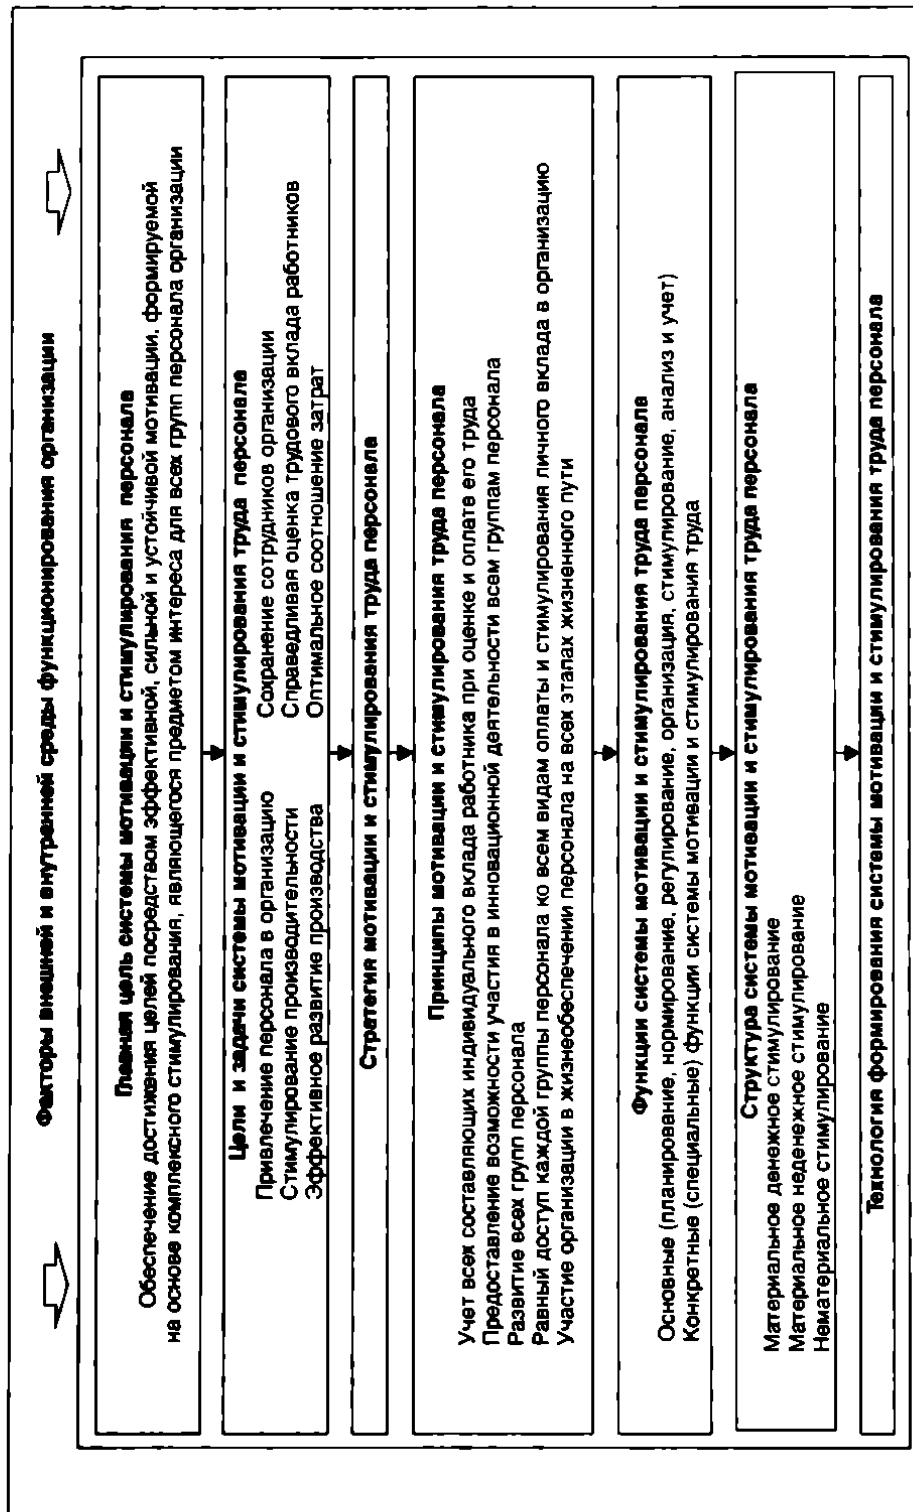 Факторы внешней и внутренней среды функционирования организации
Главная цель системы мотивации и стимулирования персонала
Обеспечение достижения целей посредством эффективной, сильной и устойчивой мотивации, формируемой
на основе комплексного стимулирования, являющегося предметом интереса для всех групп персонала организации
Цели и задачи системы мотивации и стимулирования труда персонала
Привлечение персонала в организацию
Стимулирование производительности
Эффективное развитие производства
Сохранение сотрудников организации
Справедливая оценка трудового вклада работников
Оптимальное соотношение затрат
Стратегия мотивации и стимулирования труда персонала
Принципы мотивации и стимулирования труда персонала
Учет всех составляющих индивидуального вклада работника при оценке и оплате его труда
Предоставление возможности участия в инновационной деятельности всем группам персонала
Развитие всех групп персонала
Равный доступ каждой группы персонала ко всем видам оплаты и стимулирования личного вклада в организацию
Участие организации в жизнеобеспечении персонала на всех этапах жизненного пути
Функции системы мотивации и стимулирования труда персонала
Основные (планирование, нормирование, регулирование, организация, стимулирование, анализ и учет)
Конкретные (специальные) функции системы мотивации и стимулирования труда
Структура системы мотивации и стимулирования труда персонала
Материальное денежное стимулирование
Материальное неденежное стимулирование
Нематериальное стимулирование
Технология формирования системы мотивации и стимулирования труда персонала